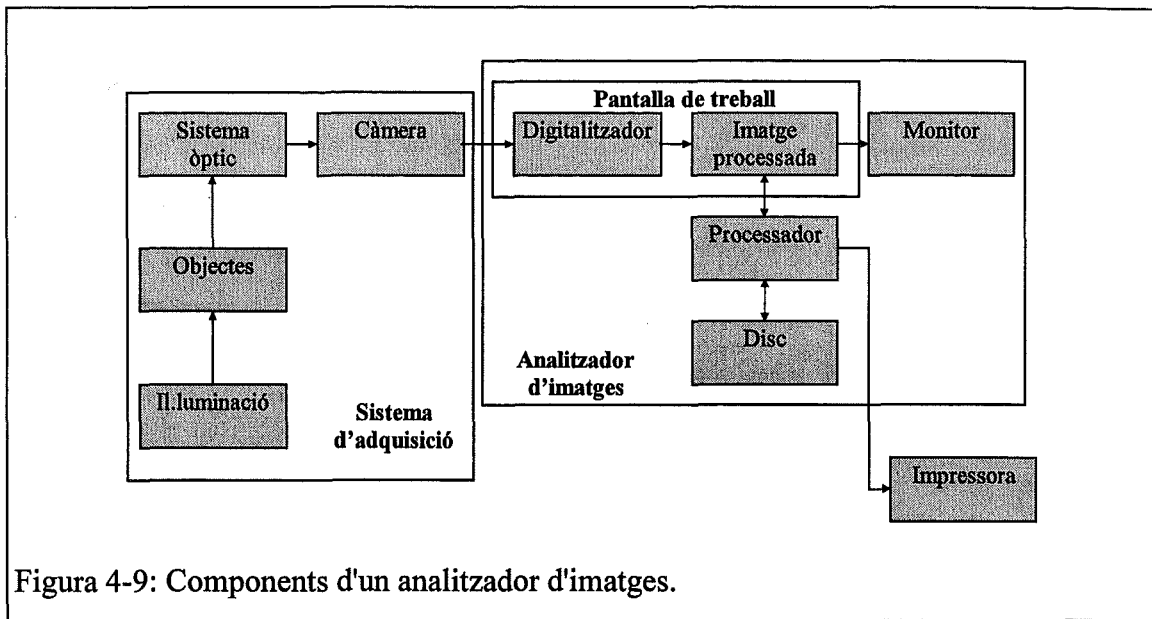 Pantalla de treball
Sistema
òptic
Càmera
Digitalitzador
Imatge
processada
Monitor
Objectes
Processador
Disc
Il.luminació
Analitzador
d'imatges
Sistema
d'adquisició
Impressora
Figura 4-9: Components d'un analitzador d'imatges.